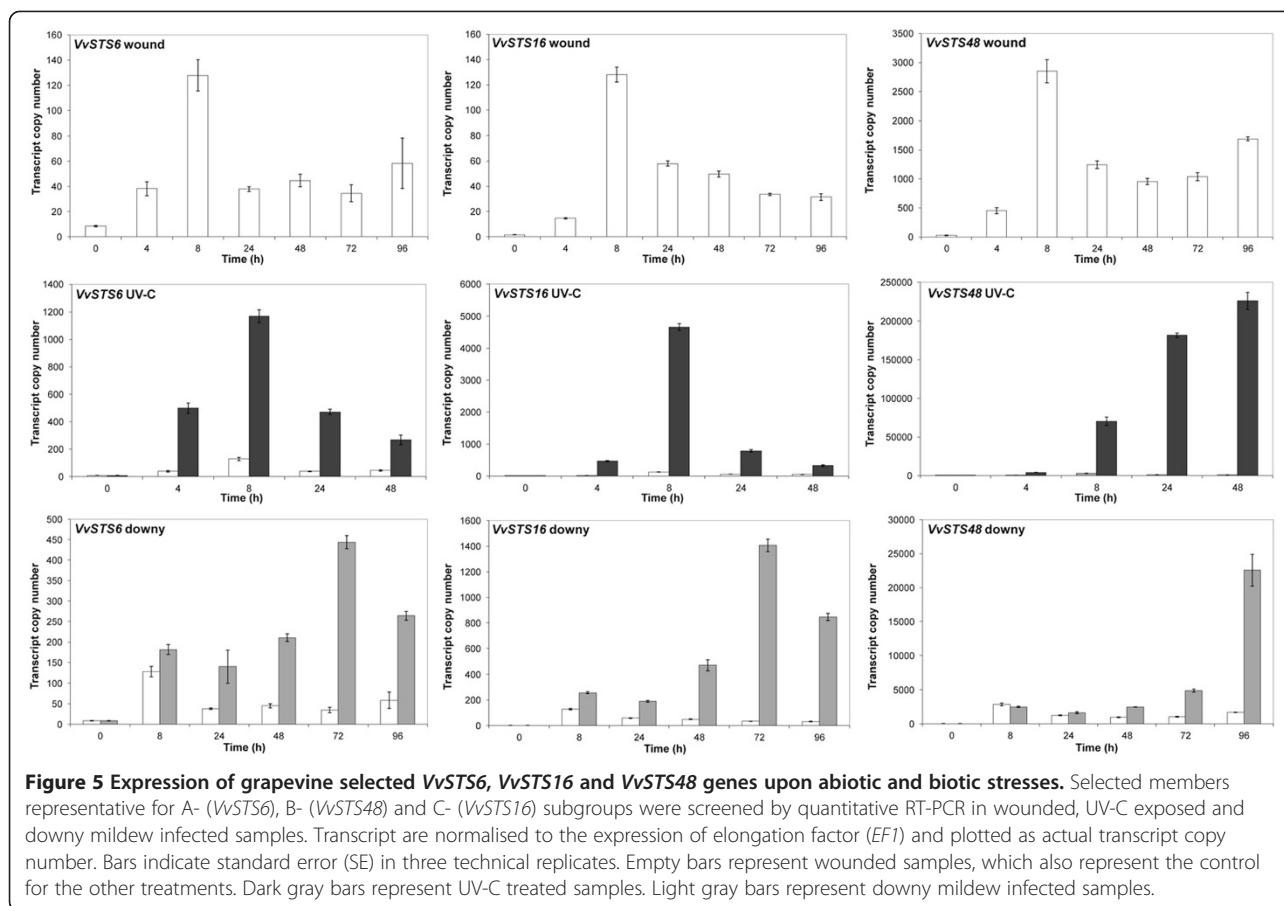 VvSTS6 wound
160
140
120
100
80
60
40
20
0
Transcript copy number
0 4 8 24 48 72 96
Time (h)
VvSTS16 wound
160
140
120
100
80
60
40
20
0
Transcript copy number
0 4 8 24 48 72 96
Time (h)
VvSTS48 wound
3500
3000
2500
2000
1500
1000
500
0
Transcript copy number
0 4 8 24 48 72 96
Time (h)
VvSTS6 UV-C
1400
1200
1000
800
600
400
200
0
Transcript copy number
0 4 8 24 48
Time (h)
VvSTS16 UV-C
6000
5000
4000
3000
2000
1000
0
Transcript copy number
0 4 8 24 48
Time (h)
VvSTS48 UV-C
250000
200000
150000
100000
50000
0
Transcript copy number
0 4 8 24 48
Time (h)
VvSTS6 downy
500
450
400
350
300
250
200
150
100
50
0
Transcript copy number
0 8 24 48 72 96
Time (h)
VvSTS16 downy
1600
1400
1200
1000
800
600
400
200
0
Transcript copy number
0 8 24 48 72 96
Time (h)
VvSTS48 downy
30000
25000
20000
15000
10000
5000
0
Transcript copy number
0 8 24 48 72 96
Time (h)
Figure 5 Expression of grapevine selected VvSTS6, VvSTS16 and VvSTS48 genes upon abiotic and biotic stresses. Selected members
representative for A- (VvSTS6), B- (VvSTS48) and C- (VvSTS16) subgroups were screened by quantitative RT-PCR in wounded, UV-C exposed and
downy mildew infected samples. Transcript are normalised to the expression of elongation factor (EF1) and plotted as actual transcript copy
number. Bars indicate standard error (SE) in three technical replicates. Empty bars represent wounded samples, which also represent the control
for the other treatments. Dark gray bars represent UV-C treated samples. Light gray bars represent downy mildew infected samples.